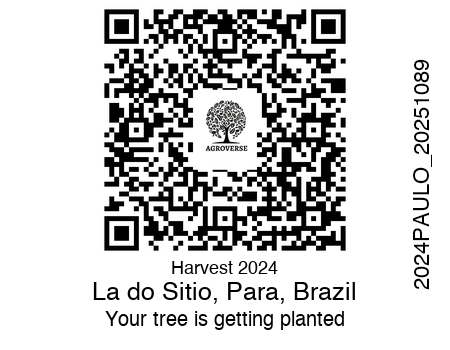 AGROVERSE
Harvest 2024
La do Sitio, Para, Brazil
Your tree is getting planted
2024PAULO_20251089